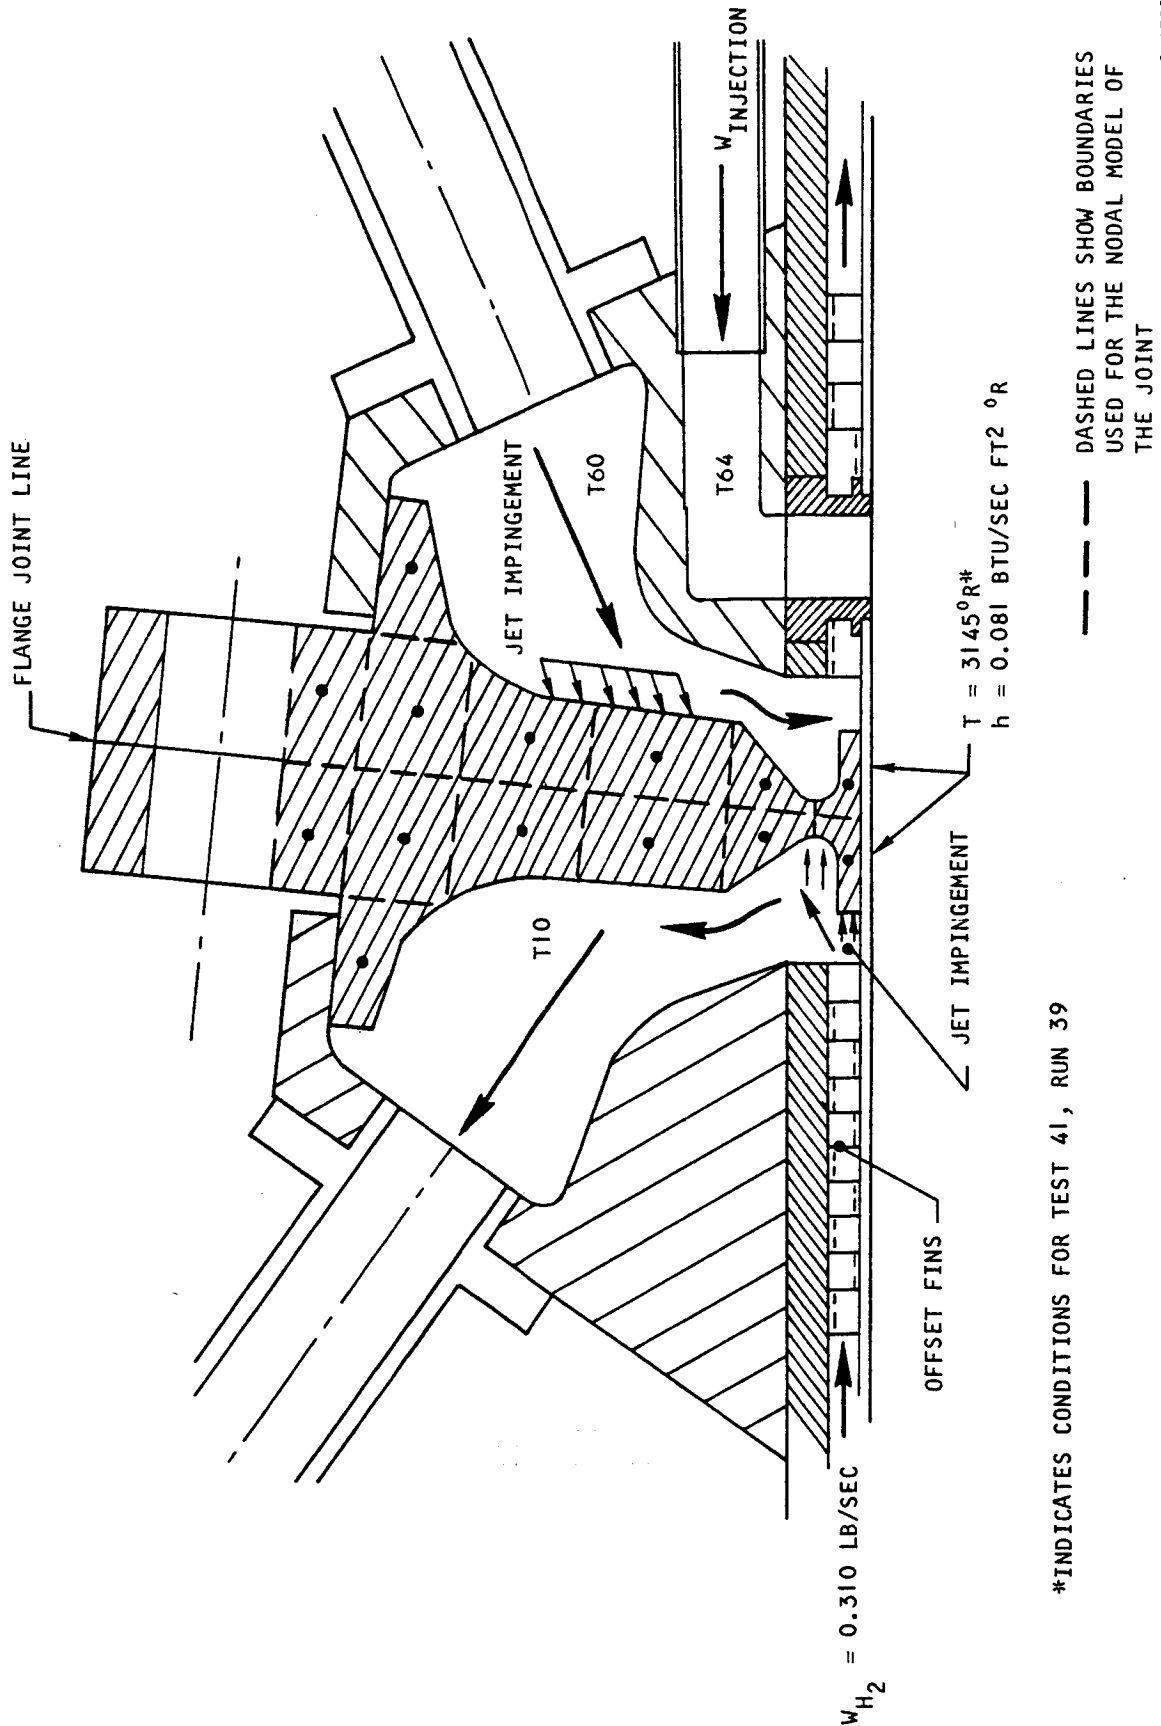 FLANGE JOINT LINE
W INJECTION
JET IMPINGEMENT
T60
T64
T10
T = 3145°R*
h = 0.081 BTU/SEC FT2 °R
JET IMPINGEMENT
OFFSET FINS
WH2 = 0.310 LB/SEC
DASHED LINES SHOW BOUNDARIES
USED FOR THE NODAL MODEL OF
THE JOINT
*INDICATES CONDITIONS FOR TEST 41, RUN 39